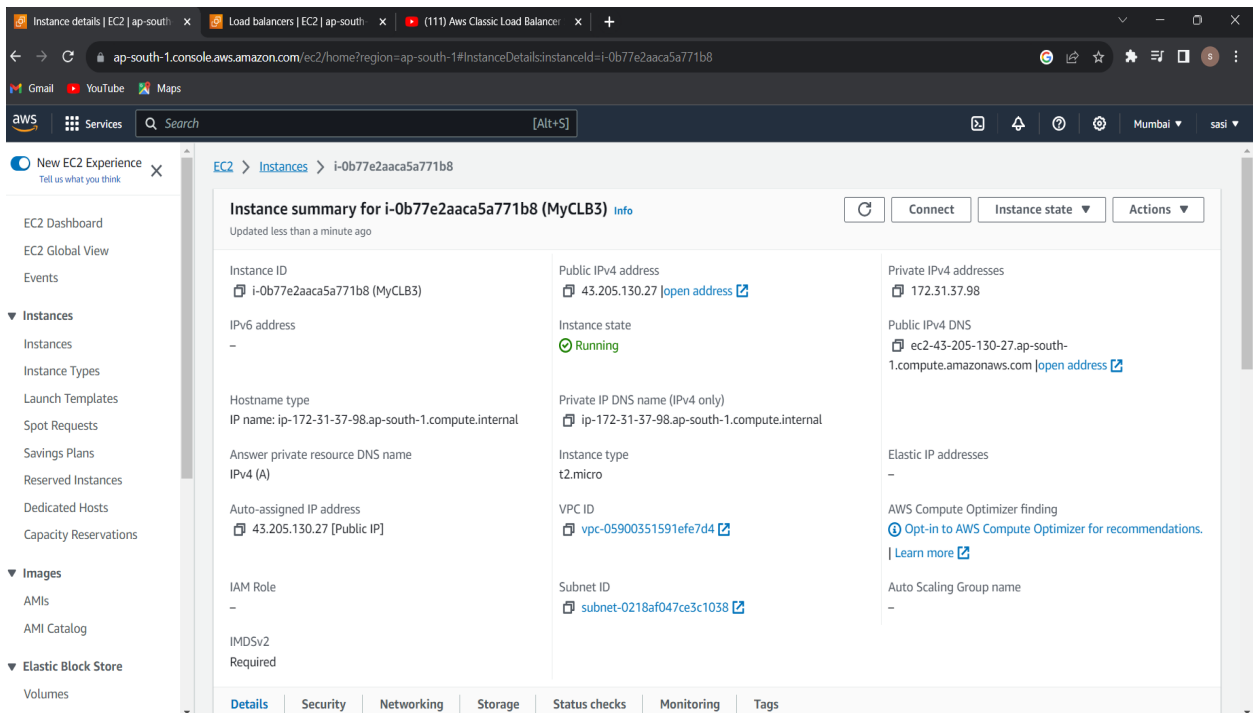 Instance details | EC2 | ap-south
Load balancers | EC2 | ap-south-
(111) Aws Classic Load Balancer
ap-south-1.console.aws.amazon.com/ec2/home?region=ap-south-1#InstanceDetails:instanceId=i-0b77e2aaca5a771b8
G
s
Gmail YouTube Maps
aws Services Search [Alt+S] Mumbai sasi
New EC2 Experience
Tell us what you think
EC2 Dashboard
EC2 Global View
Events
Instances
Instances
Instance Types
Launch Templates
Spot Requests
Savings Plans
Reserved Instances
Dedicated Hosts
Capacity Reservations
Images
AMIs
AMI Catalog
Elastic Block Store
Volumes
EC2 > Instances > i-0b77e2aaca5a771b8
Instance summary for i-0b77e2aaca5a771b8 (MyCLB3) Info
Connect Instance state Actions
Updated less than a minute ago
Instance ID
i-0b77e2aaca5a771b8 (MyCLB3)
Public IPv4 address
43.205.130.27 |open address
Private IPv4 addresses
172.31.37.98
IPv6 address
–
Instance state
Running
Public IPv4 DNS
ec2-43-205-130-27.ap-south-
1.compute.amazonaws.com |open address
Hostname type
IP name: ip-172-31-37-98.ap-south-1.compute.internal
Private IP DNS name (IPv4 only)
ip-172-31-37-98.ap-south-1.compute.internal
Answer private resource DNS name
IPv4 (A)
Instance type
t2.micro
Elastic IP addresses
–
Auto-assigned IP address
43.205.130.27 [Public IP]
VPC ID
vpc-05900351591efe7d4
AWS Compute Optimizer finding
Opt-in to AWS Compute Optimizer for recommendations.
| Learn more
IAM Role
–
Subnet ID
subnet-0218af047ce3c1038
Auto Scaling Group name
–
IMDSv2
Required
Details Security Networking Storage Status checks Monitoring Tags